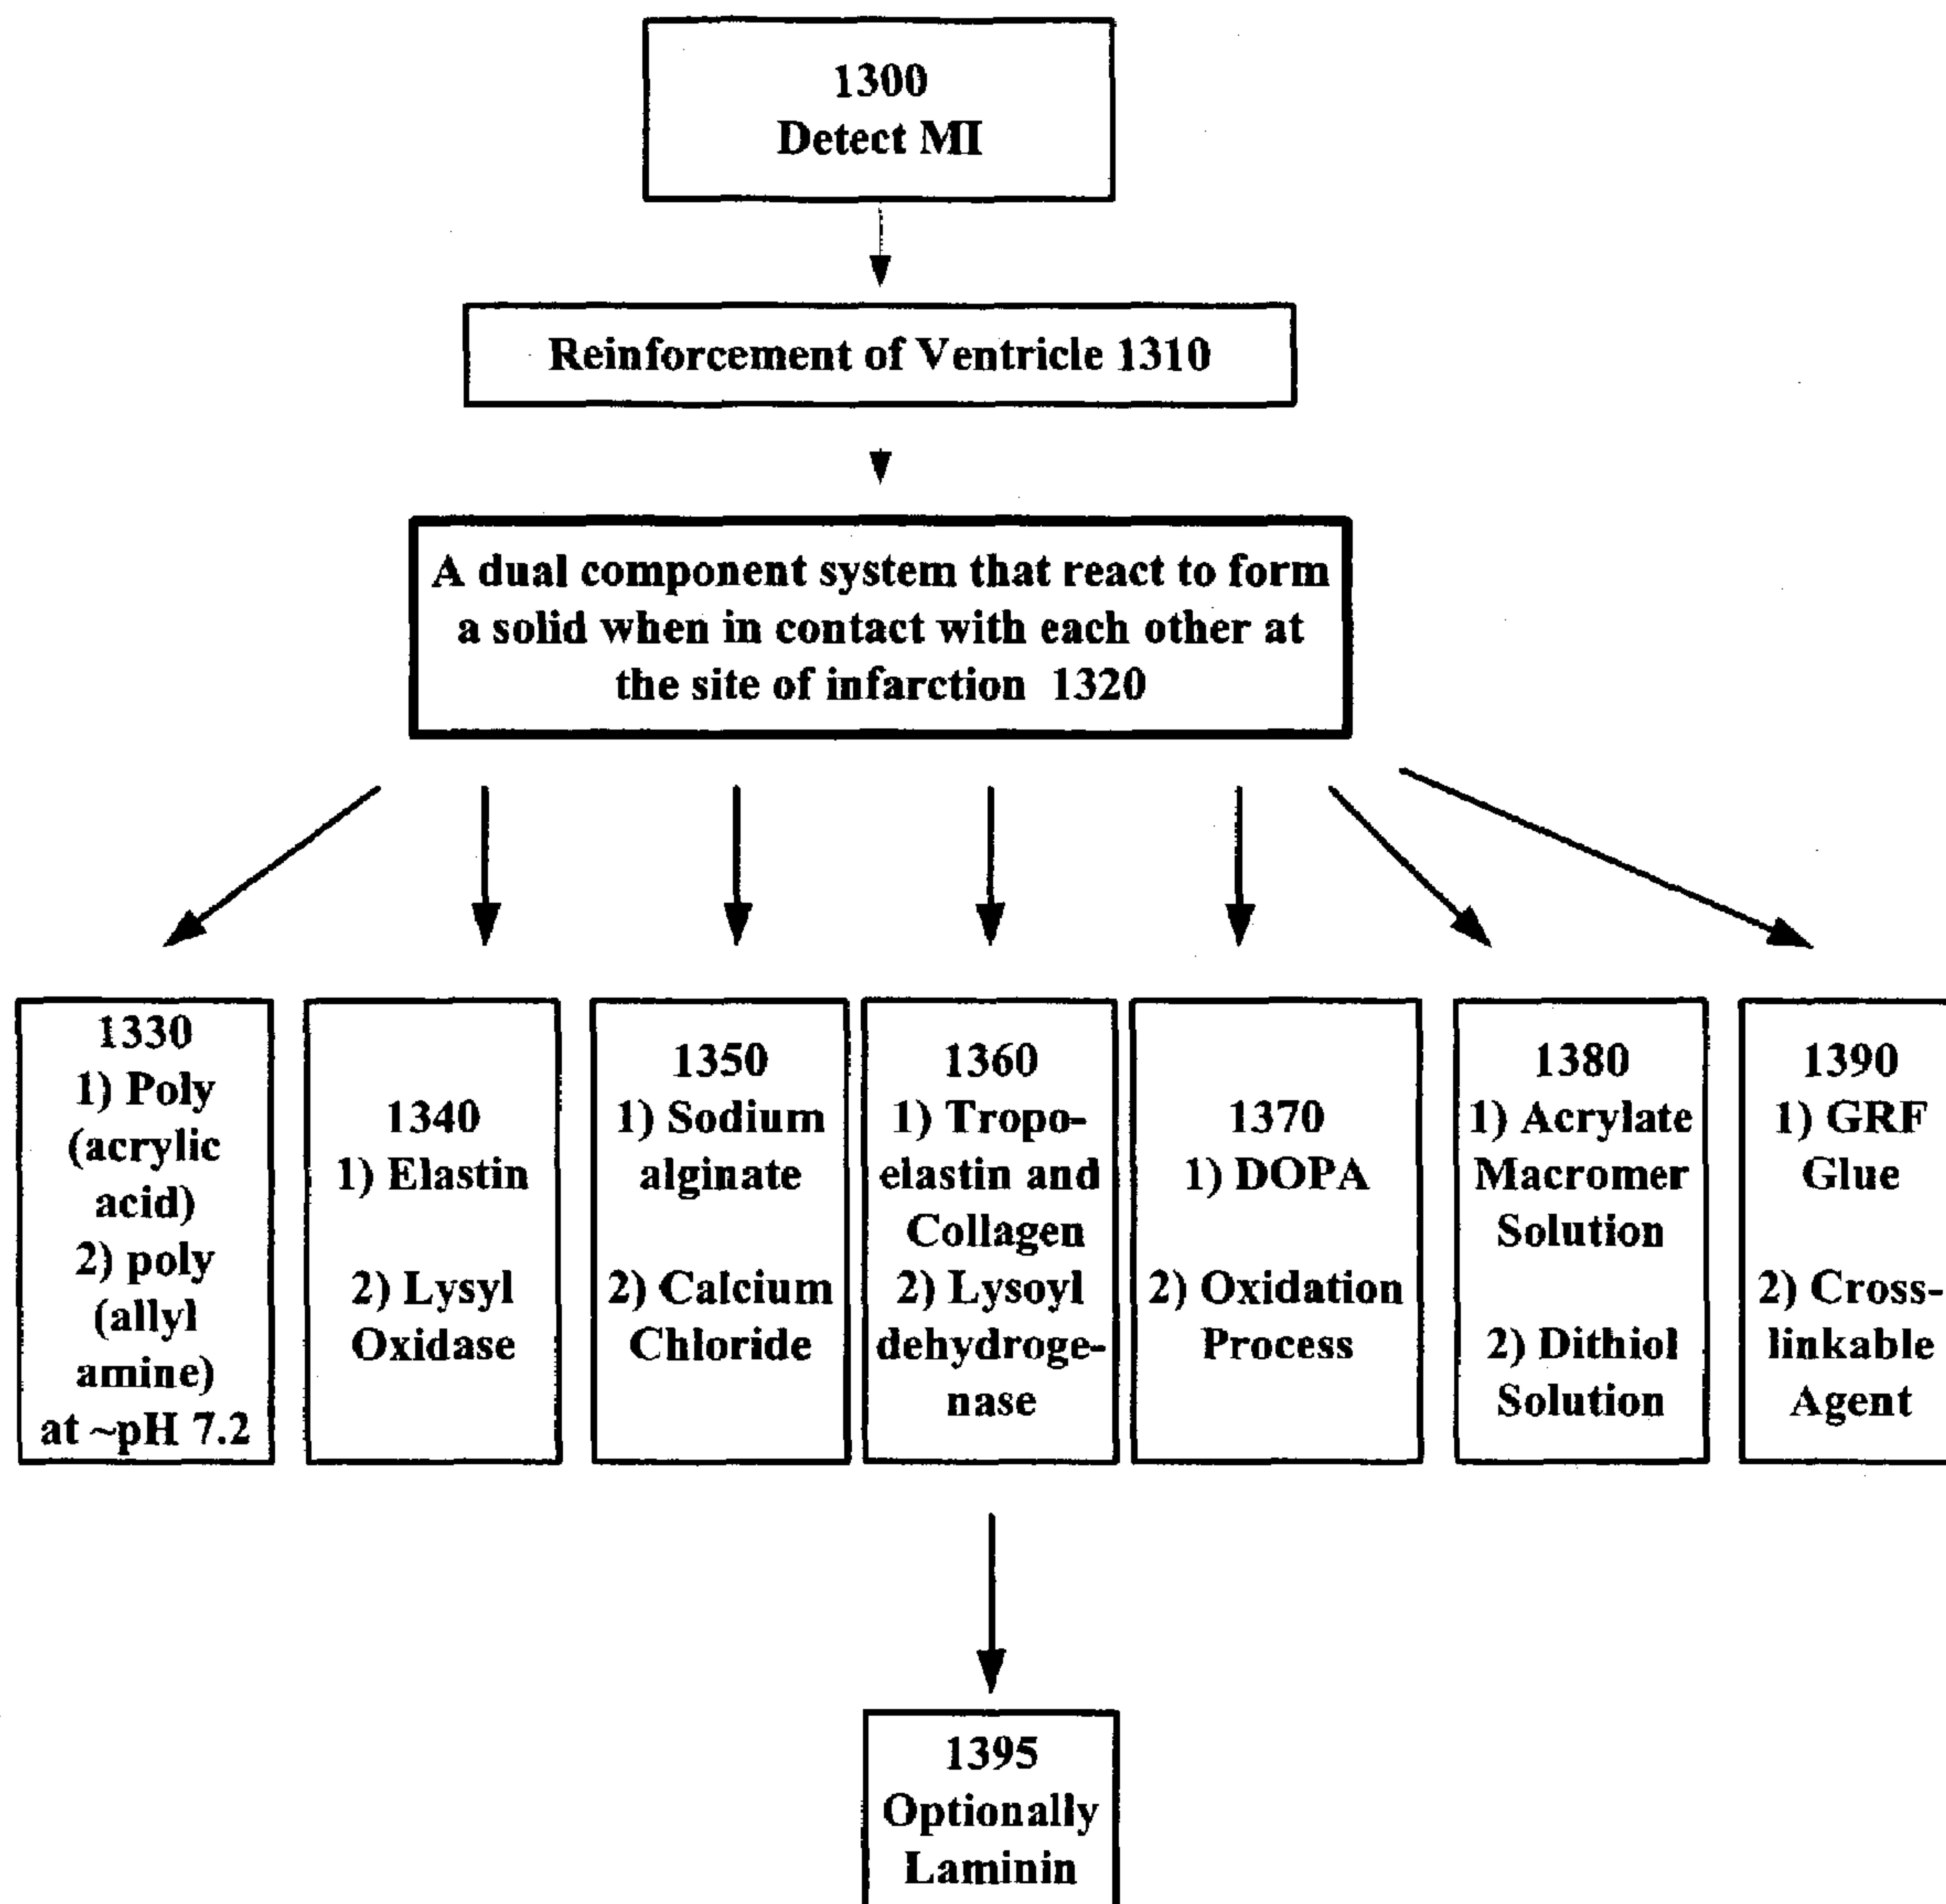 1300
Detect MI
Reinforcement of Ventricle 1310
A dual component system that react to form
a solid when in contact with each other at
the site of infarction 1320
1330
1) Poly
(acrylic
acid)
2) poly
(allyl
amine)
at ~pH 7.2
1340
1) Elastin
2) Lysyl
Oxidase
1350
1) Sodium
alginate
2) Calcium
Chloride
1360
1) Tropo-
elastin and
Collagen
2) Lysoyl
dehydroge-
nase
1370
1) DOPA
2) Oxidation
Process
1380
1) Acrylate
Macromer
Solution
2) Dithiol
Solution
1390
1) GRF
Glue
2) Cross-
linkable
Agent
1395
Optionally
Laminin